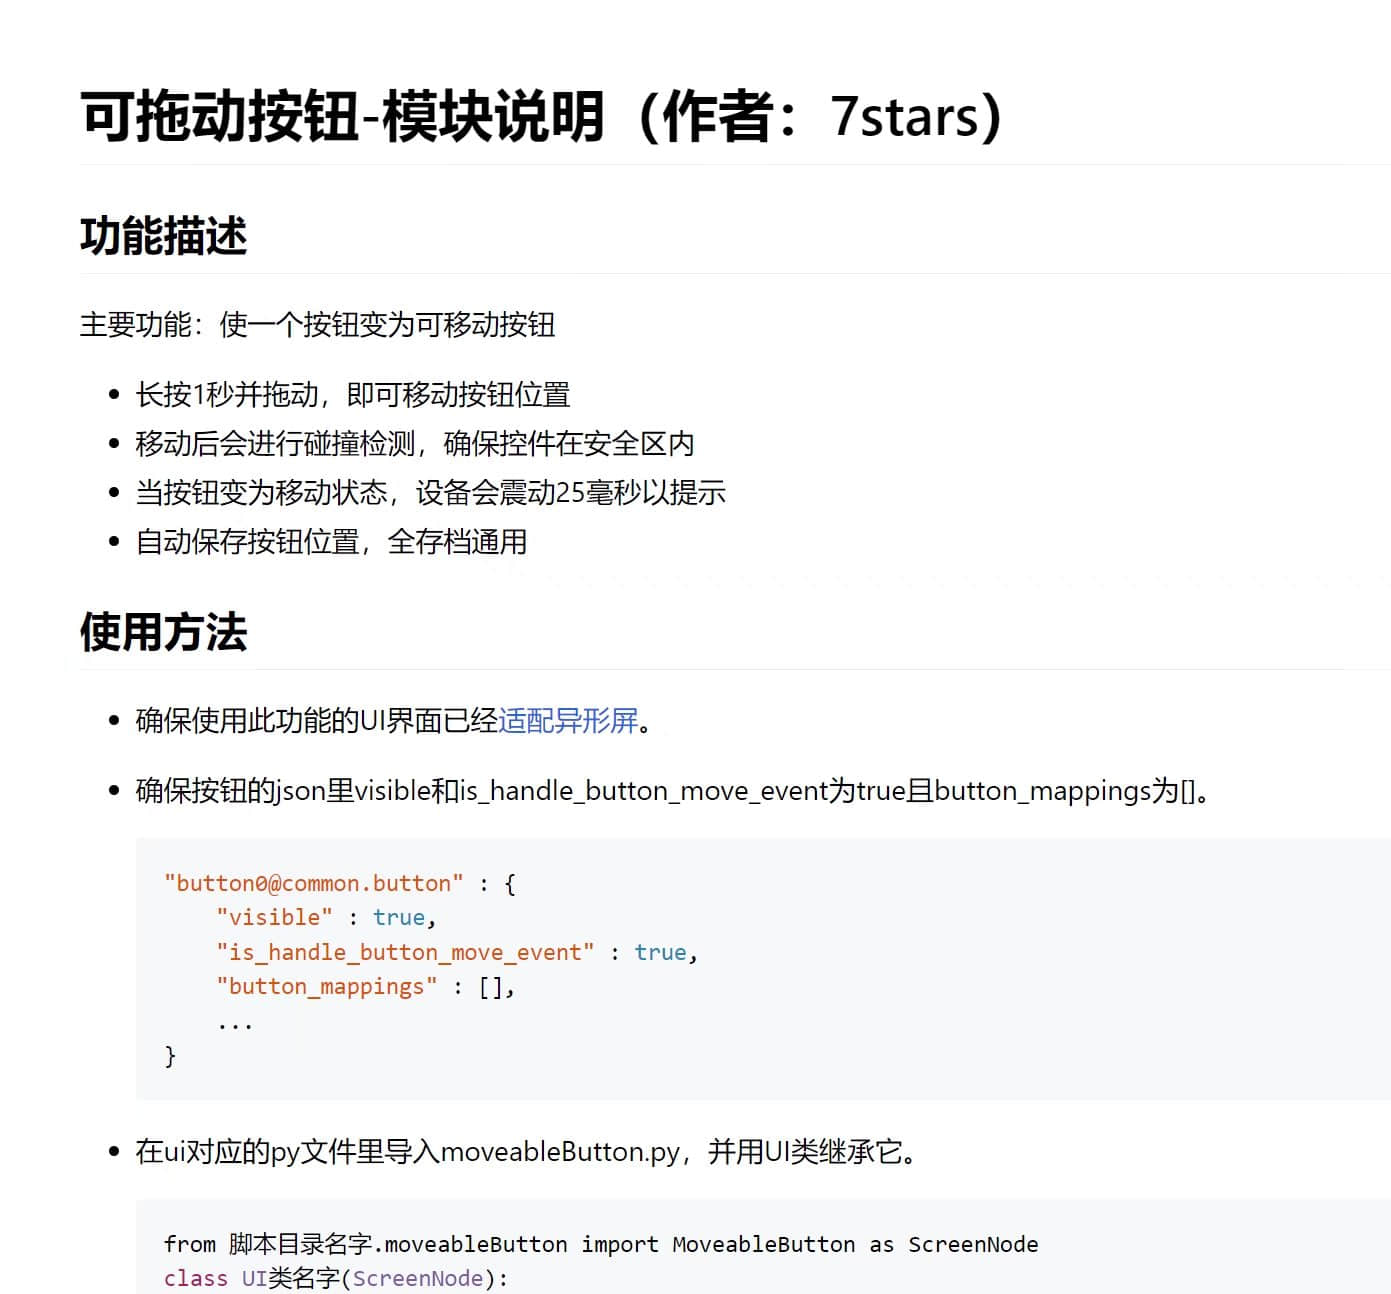 可拖动按钮-模块说明（作者：7stars）
功能描述
主要功能：使一个按钮变为可移动按钮
长按1秒并拖动，即可移动按钮位置
移动后会进行碰撞检测，确保控件在安全区内
当按钮变为移动状态，设备会震动25毫秒以提示
自动保存按钮位置，全存档通用
使用方法
确保使用此功能的UI界面已经适配异形屏。
确保按钮的json里visible和is_handle_button_move_event为true且button_mappings为[]。
"button0@common.button" : {
    "visible" : true,
    "is_handle_button_move_event" : true,
    "button_mappings" : [],
    ...
}
在ui对应的py文件里导入moveableButton.py，并用UI类继承它。
from 脚本目录名字.moveableButton import MoveableButton as ScreenNode
class UI类名字(ScreenNode):